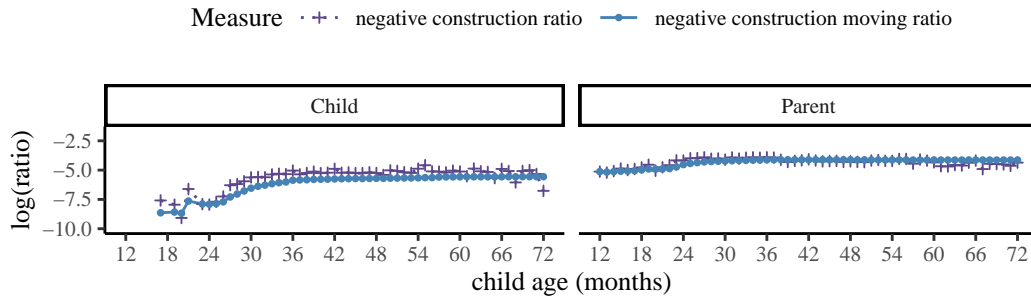 Measure negative construction ratio negative construction moving ratio
Child Parent
log(ratio)
−2.5
−5.0
−7.5
−10.0
12 18 24 30 36 42 48 54 60 66 72 12 18 24 30 36 42 48 54 60 66 72
child age (months)